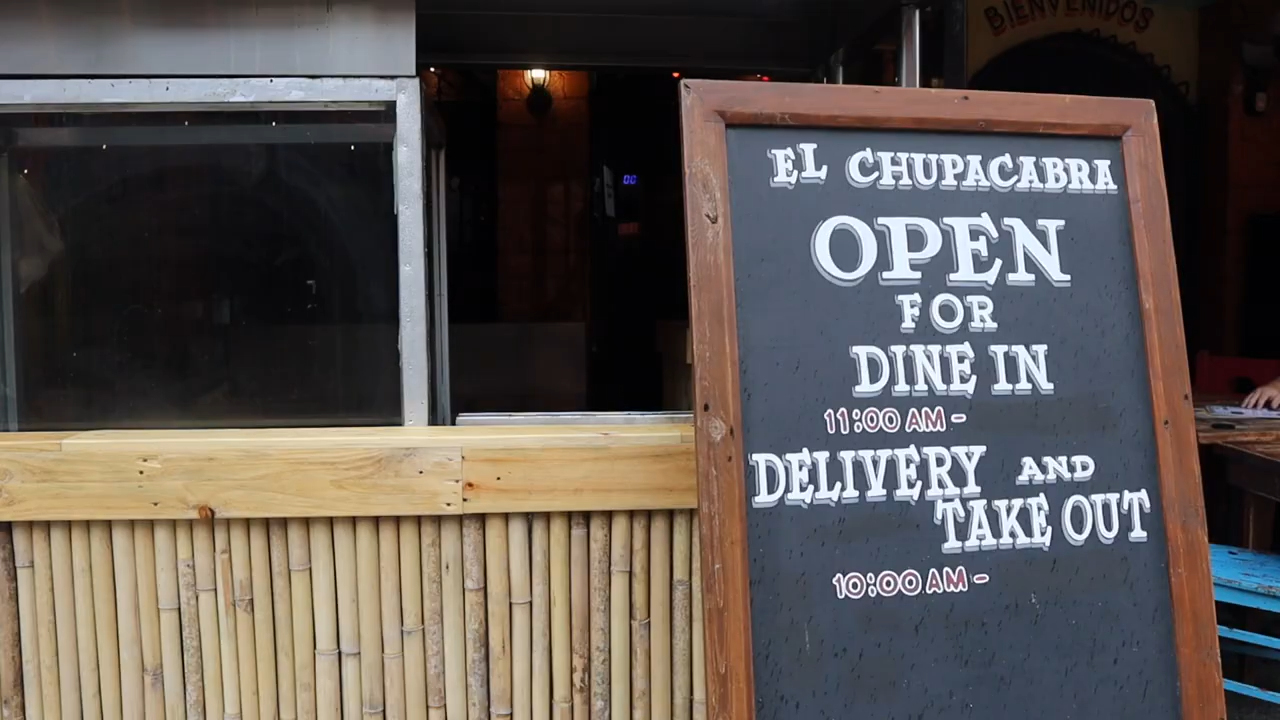 BIENVENIDOS
EL CHUPACABRA
OPEN
FOR
DINE IN
11:00 AM -
DELIVERY AND
TAKE OUT
10:00 AM -